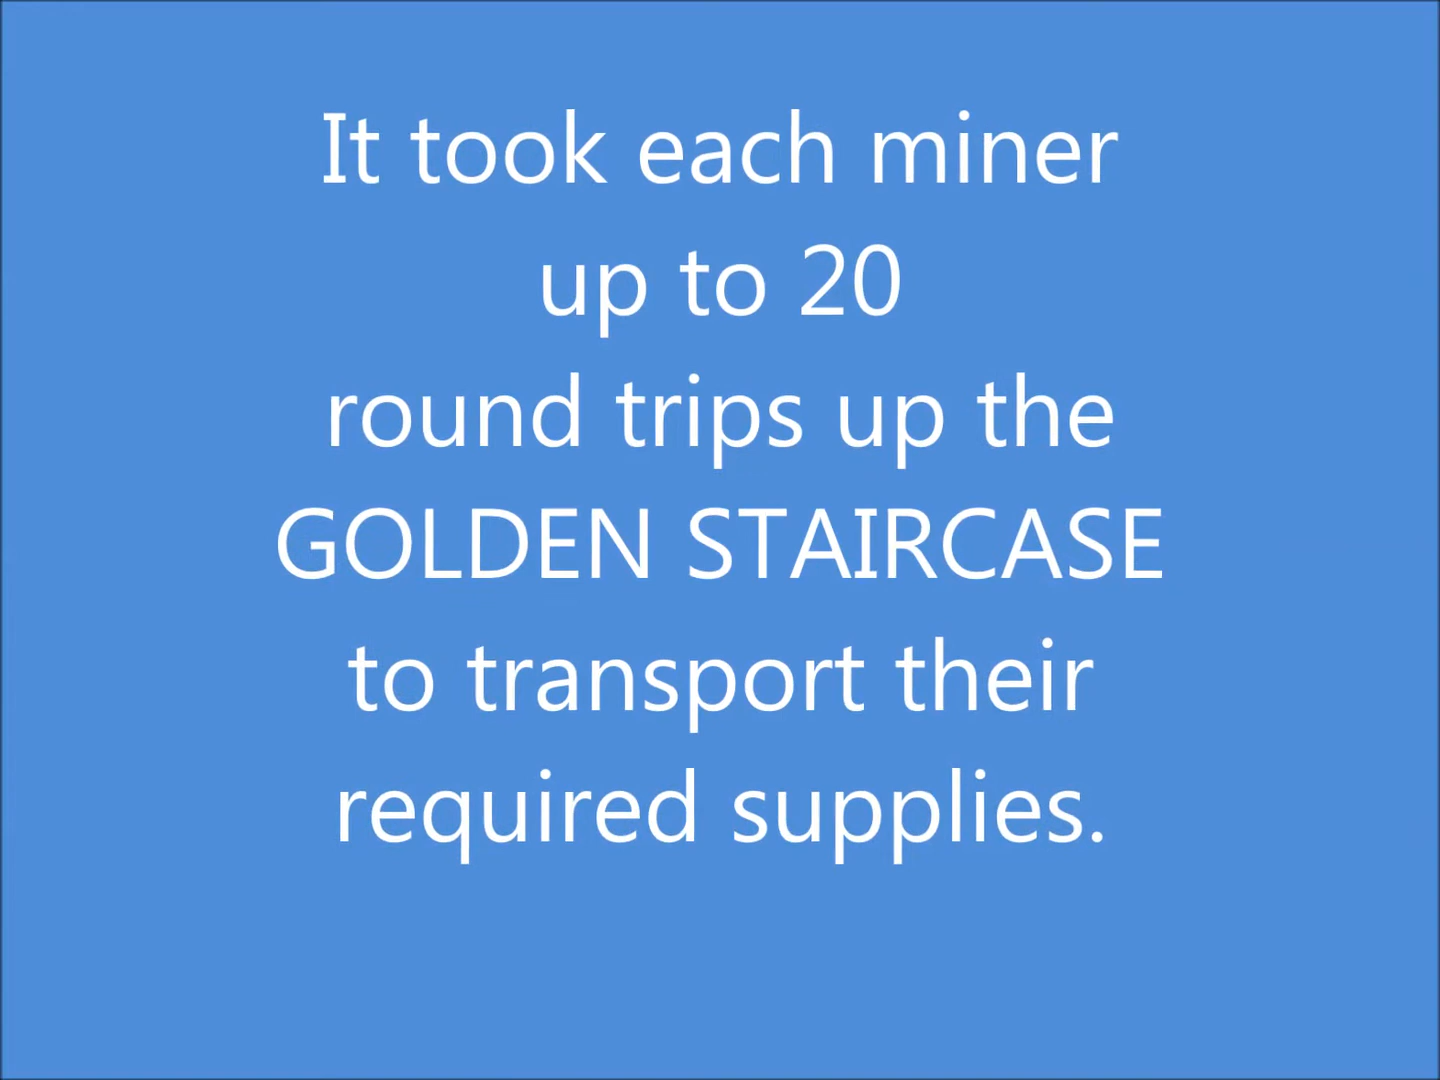 It took each miner
up to 20
round trips up the
GOLDEN STAIRCASE
to transport their
required supplies.